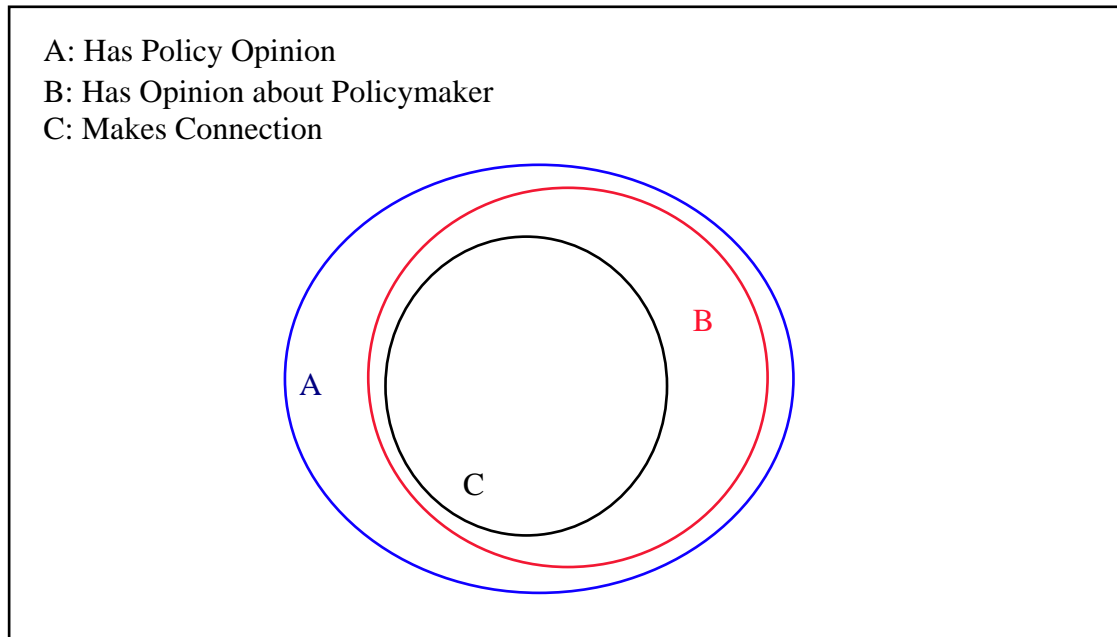 A: Has Policy Opinion
B: Has Opinion about Policymaker
C: Makes Connection
B
A
C